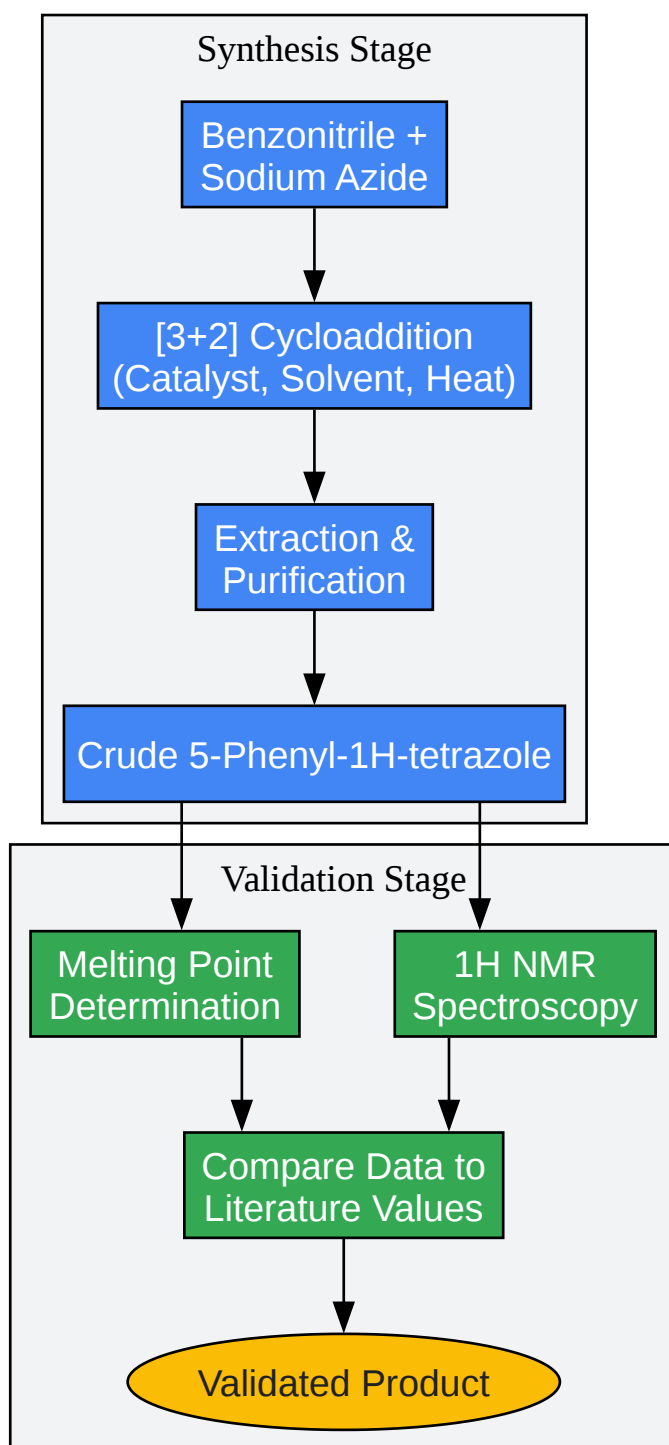 Synthesis Stage
Benzonitrile +
Sodium Azide
[3+2] Cycloaddition
(Catalyst, Solvent, Heat)
Extraction &
Purification
Crude 5-Phenyl-1H-tetrazole
Validation Stage
Melting Point
Determination
1H NMR
Spectroscopy
Compare Data to
Literature Values
Validated Product